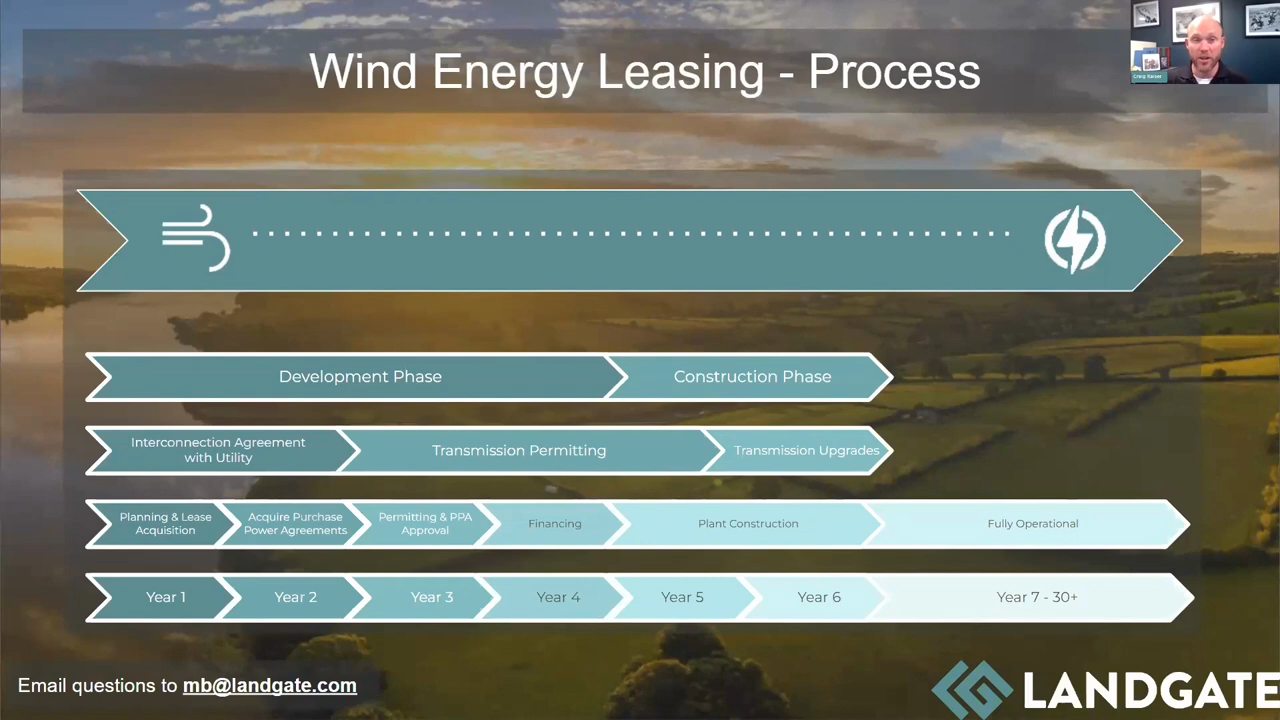 Wind Energy Leasing - Process
Craig Kaiser
Development Phase
Construction Phase
Interconnection Agreement
with Utility
Transmission Permitting
Transmission Upgrades
Planning & Lease
Acquisition
Acquire Purchase
Power Agreements
Permitting & PPA
Approval
Financing
Plant Construction
Fully Operational
Year 1
Year 2
Year 3
Year 4
Year 5
Year 6
Year 7 - 30+
Email questions to mb@landgate.com
LANDGATE